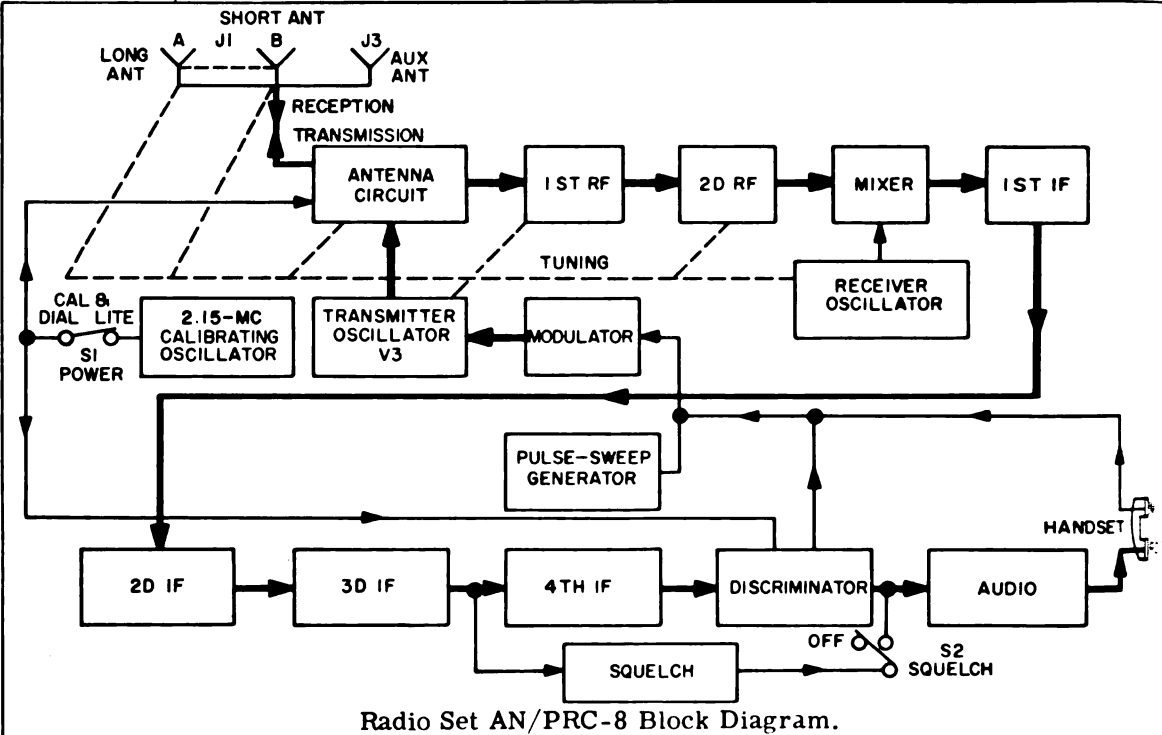 SHORT ANT
A J1 B J3
LONG ANT
AUX ANT
RECEPTION
TRANSMISSION
ANTENNA CIRCUIT
1ST RF
2D RF
MIXER
1ST IF
TUNING
RECEIVER OSCILLATOR
CAL & DIAL LITE
S1 POWER
2.15-MC CALIBRATING OSCILLATOR
TRANSMITTER OSCILLATOR V3
MODULATOR
PULSE-SWEEP GENERATOR
HANDSET
2D IF
3D IF
4TH IF
DISCRIMINATOR
AUDIO
OFF
S2 SQUELCH
SQUELCH
Radio Set AN/PRC-8 Block Diagram.